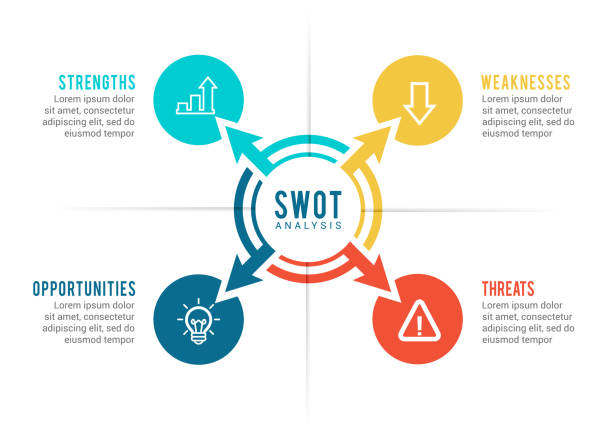 STRENGTHS
Lorem ipsum dolor
sit amet, consectetur
adipiscing elit, sed do
eiusmod tempor
WEAKNESSES
Lorem ipsum dolor
sit amet, consectetur
adipiscing elit, sed do
eiusmod tempor
SWOT
ANALYSIS
OPPORTUNITIES
Lorem ipsum dolor
sit amet, consectetur
adipiscing elit, sed do
eiusmod tempor
THREATS
Lorem ipsum dolor
sit amet, consectetur
adipiscing elit, sed do
eiusmod tempor